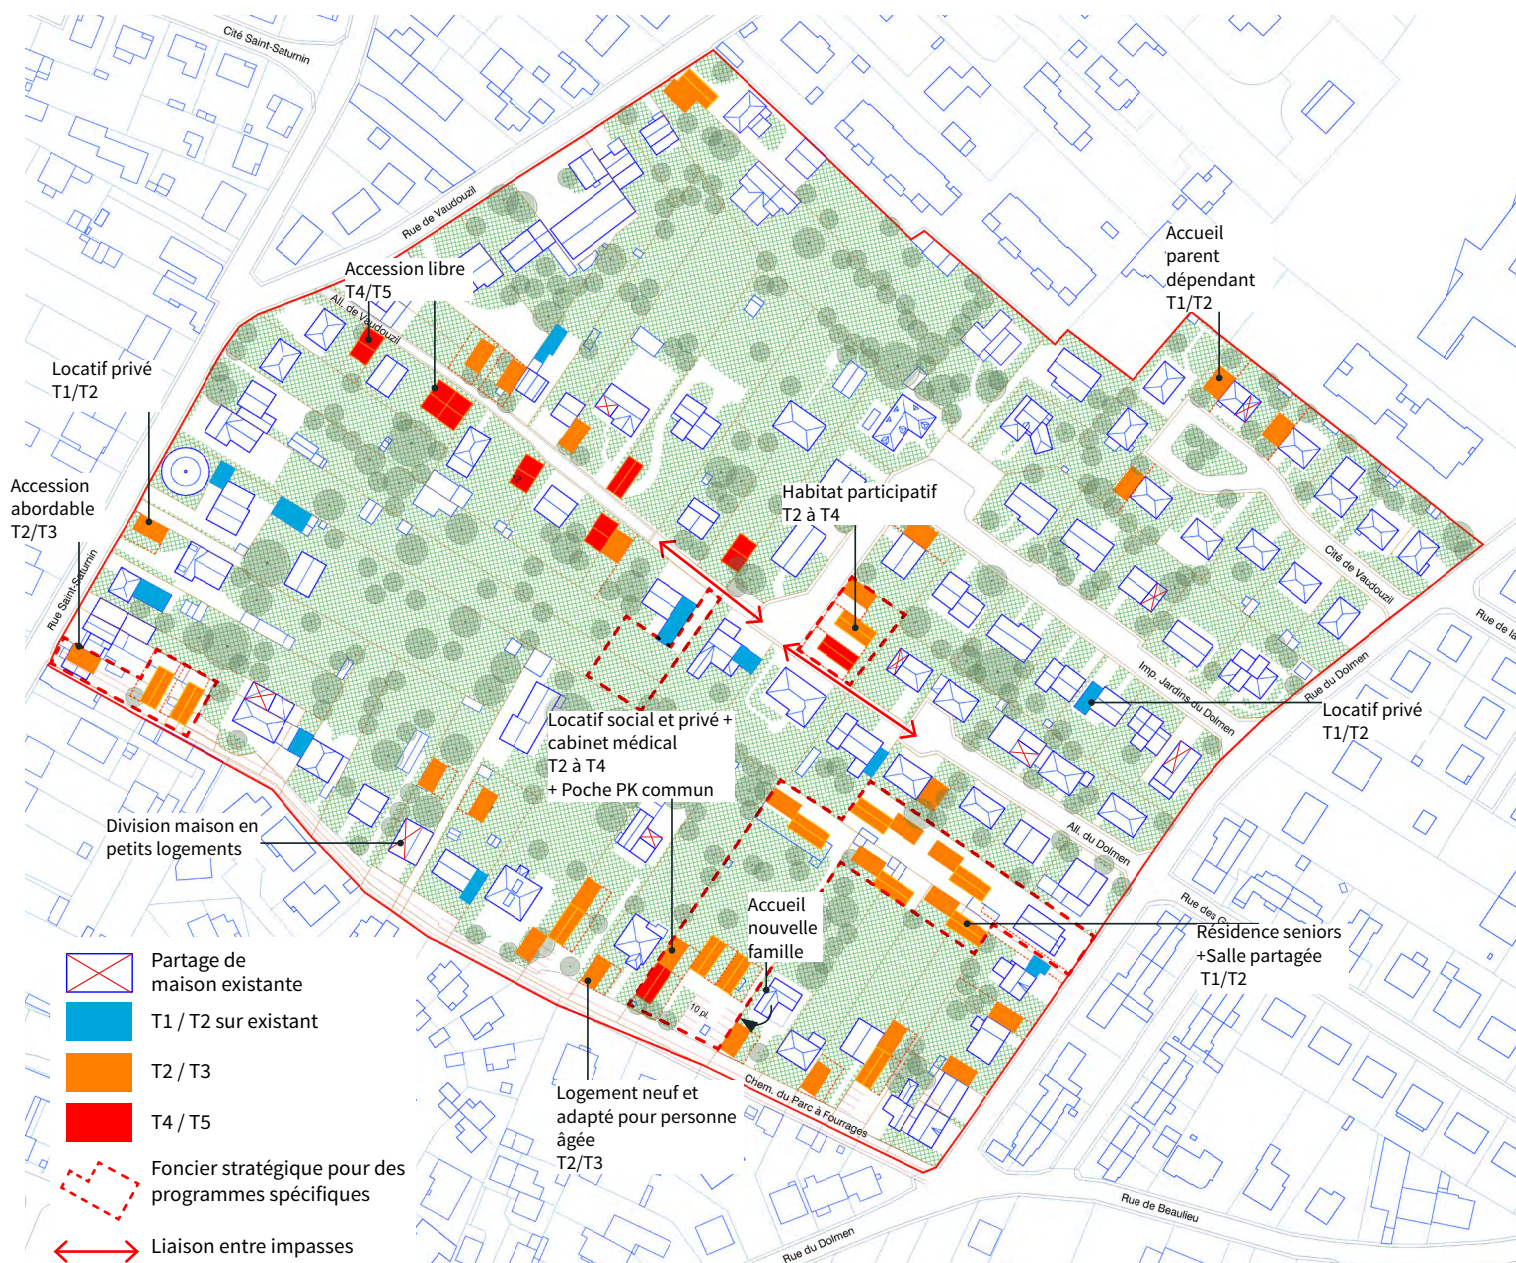 Cité Saint-Saturnin
Rue de Vaudouzil
Accession libre
T4/T5
All. de Vaudouzil
Accueil
parent
dépendant
T1/T2
Locatif privé
T1/T2
Accession
abordable
T2/T3
Rue Saint-Saturnin
Habitat participatif
T2 à T4
Cité de Vaudouzil
Rue de la
Rue du Dolmen
Imp. Jardins du Dolmen
Locatif privé
T1/T2
Locatif social et privé +
cabinet médical
T2 à T4
+ Poche PK commun
Division maison en
petits logements
All. du Dolmen
Accueil
nouvelle
famille
Rue des G
Résidence seniors
+Salle partagée
T1/T2
10 pl.
Chem. du Parc à Fourrages
Logement neuf et
adapté pour personne
âgée
T2/T3
Rue de Beaulieu
Rue du Dolmen
Partage de
maison existante
T1 / T2 sur existant
T2 / T3
T4 / T5
Foncier stratégique pour des
programmes spécifiques
Liaison entre impasses